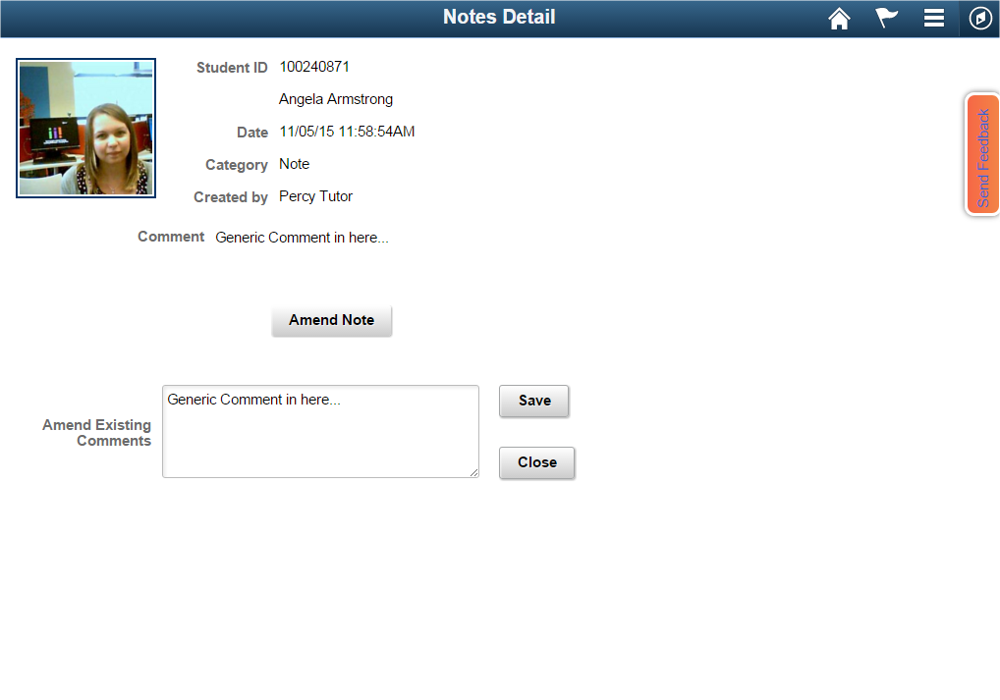 Notes Detail
Student ID 100240871
Angela Armstrong
Date 11/05/15 11:58:54AM
Category Note
Created by Percy Tutor
Send Feedback
Comment Generic Comment in here...
Amend Note
Amend Existing
Comments
Generic Comment in here...
Save
Close